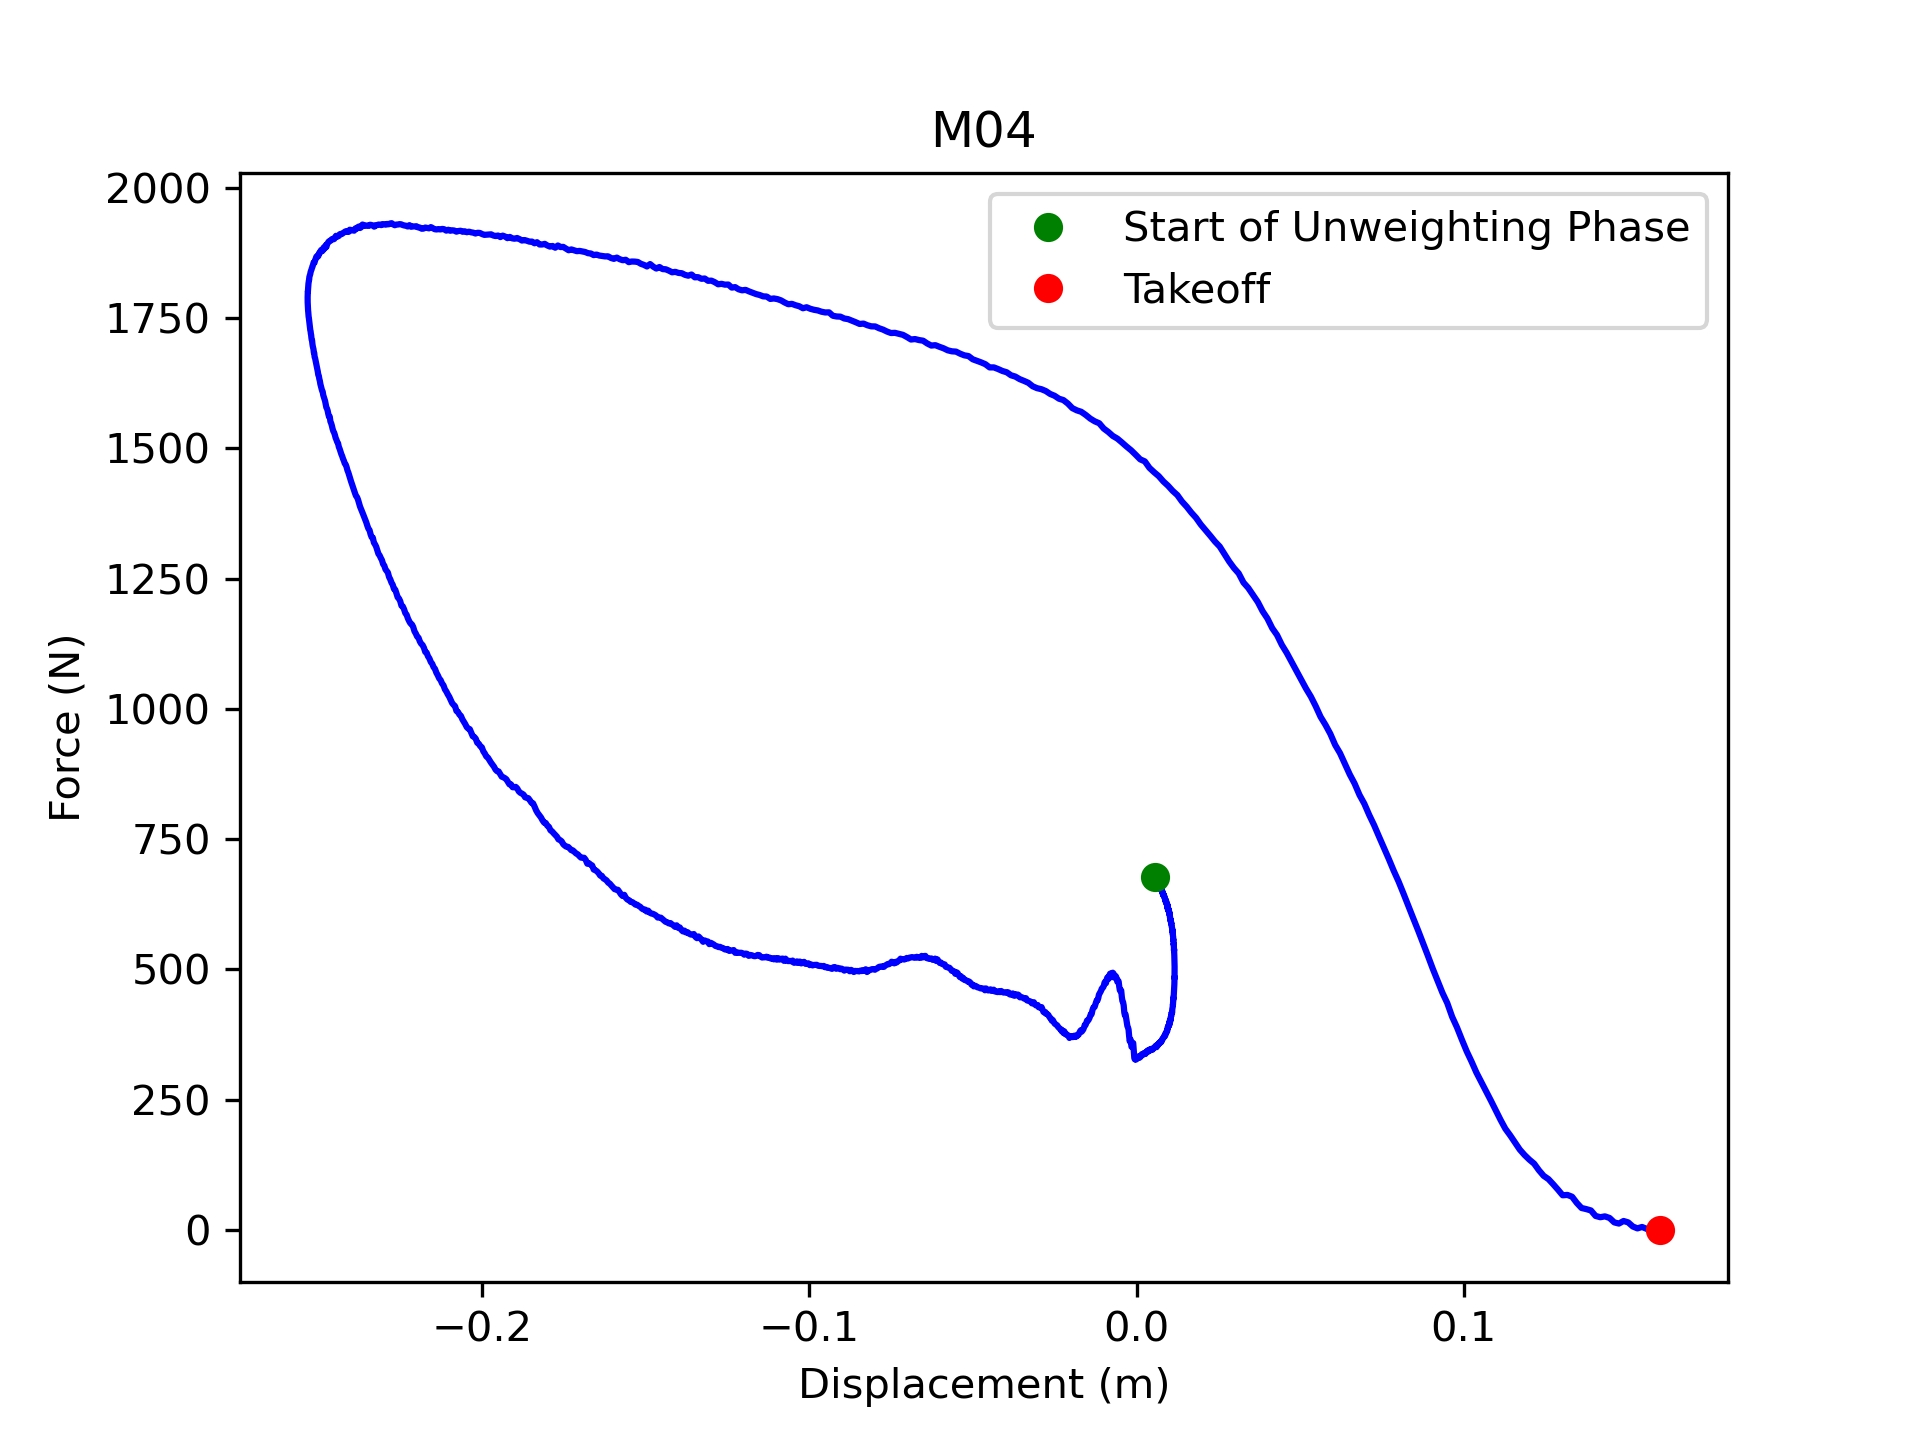 M04
Start of Unweighting Phase
Takeoff
2000
1750
1500
1250
1000
750
500
250
0
Force (N)
−0.2
−0.1
0.0
0.1
Displacement (m)